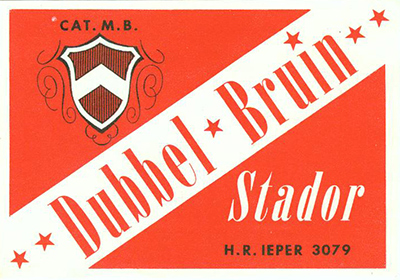 CAT. M.B.
Dubbel Bruin
Stador
H.R. IEPER 3079